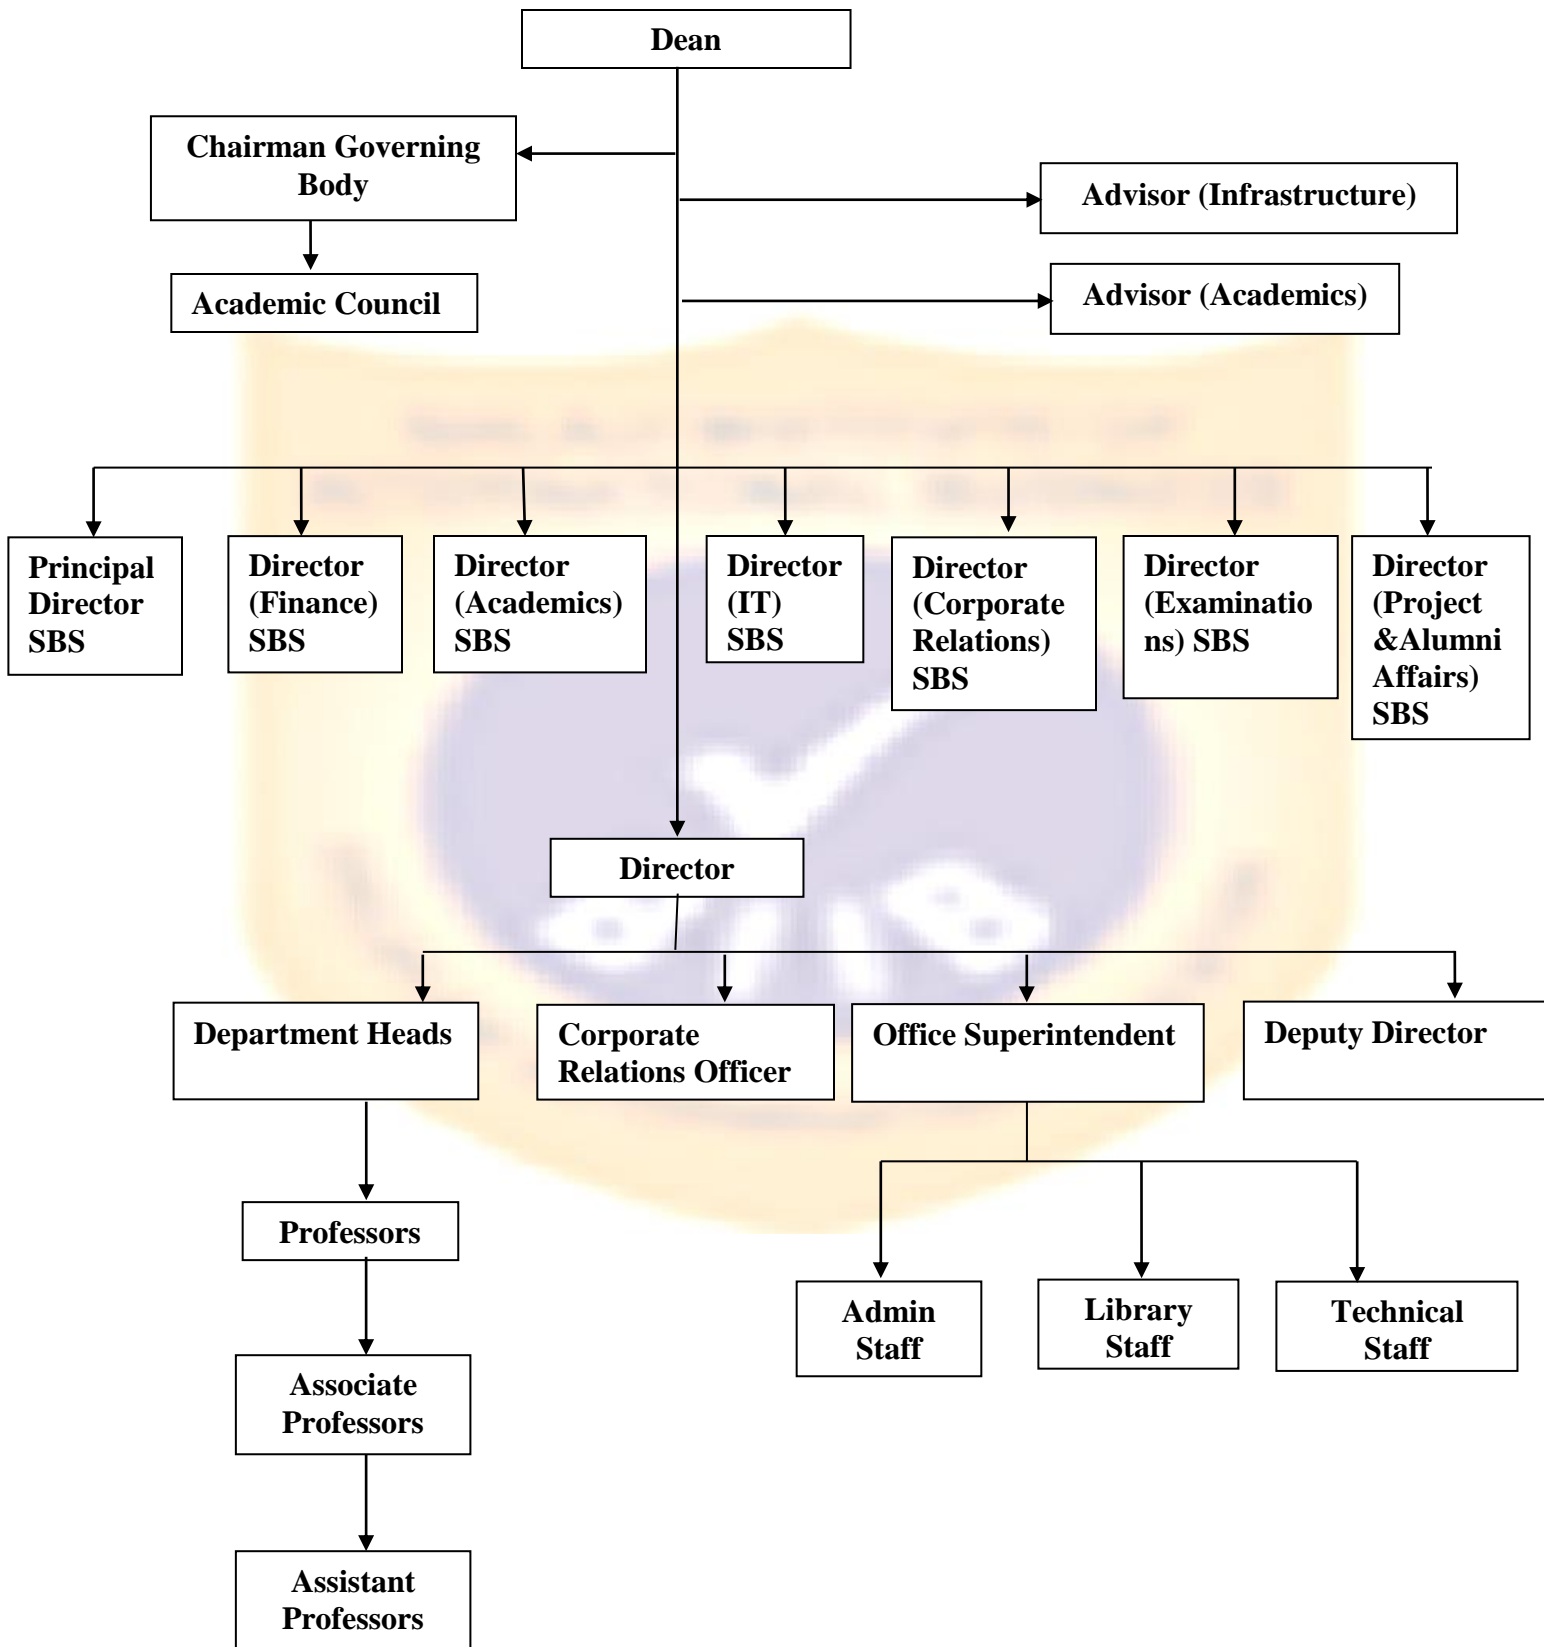 Dean
Chairman Governing
Body
Advisor (Infrastructure)
Academic Council
Advisor (Academics)
Principal
Director
SBS
Director
(Finance)
SBS
Director
(Academics)
SBS
Director
(IT)
SBS
Director
(Corporate
Relations)
SBS
Director
(Examinatio
ns) SBS
Director
(Project
&Alumni
Affairs)
SBS
Director
Department Heads
Corporate
Relations Officer
Office Superintendent
Deputy Director
Professors
Admin
Staff
Library
Staff
Technical
Staff
Associate
Professors
Assistant
Professors